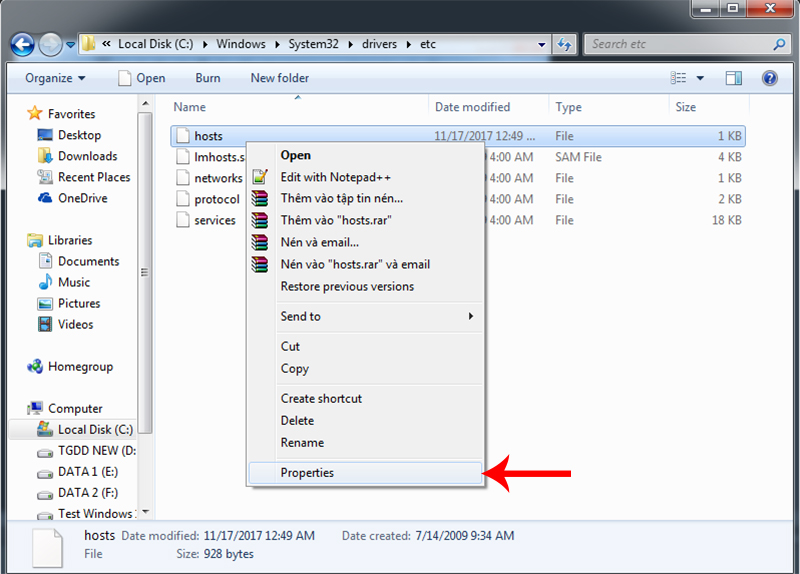 « Local Disk (C:) ▸ Windows ▸ System32 ▸ drivers ▸ etc
Search etc
Organize
Open
Burn
New folder
Name
Date modified
Type
Size
Favorites
Desktop
Downloads
Recent Places
OneDrive
Libraries
Documents
Music
Pictures
Videos
Homegroup
Computer
Local Disk (C:)
TGDD NEW (D:
DATA 1 (E:)
DATA 2 (F:)
Test Windows
hosts 11/17/2017 12:49 ... File 1 KB
lmhosts.s 4:00 AM SAM File 4 KB
networks 4:00 AM File 1 KB
protocol 4:00 AM File 2 KB
services 4:00 AM File 18 KB
Open
Edit with Notepad++
Thêm vào tập tin nén...
Thêm vào "hosts.rar"
Nén và email...
Nén vào "hosts.rar" và email
Restore previous versions
Send to
Cut
Copy
Create shortcut
Delete
Rename
Properties
hosts Date modified: 11/17/2017 12:49 AM Date created: 7/14/2009 9:34 AM
File Size: 928 bytes